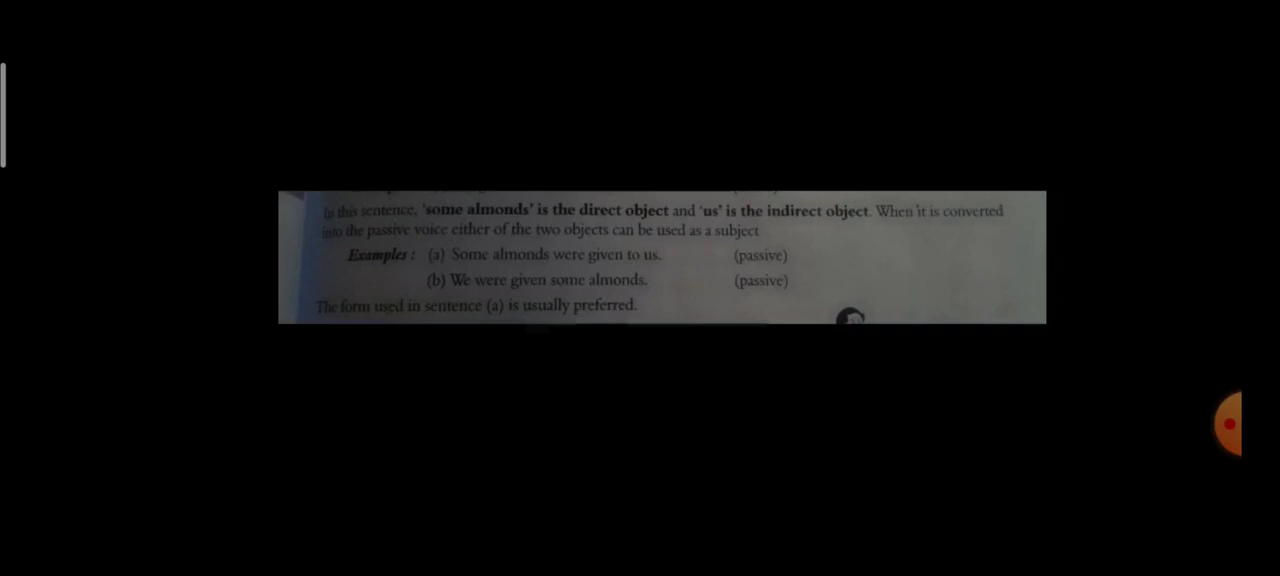 In this sentence, 'some almonds' is the direct object and 'us' is the indirect object. When it is converted
into the passive voice either of the two objects can be used as a subject
Examples : (a) Some almonds were given to us. (passive)
(b) We were given some almonds. (passive)
The form used in sentence (a) is usually preferred.